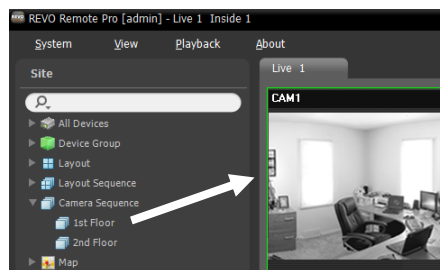 REVO REVO Remote Pro [admin] - Live 1 Inside 1
System View Playback About
Site
Live 1
CAM1
All Devices
Device Group
Layout
Layout Sequence
Camera Sequence
1st Floor
2nd Floor
Map